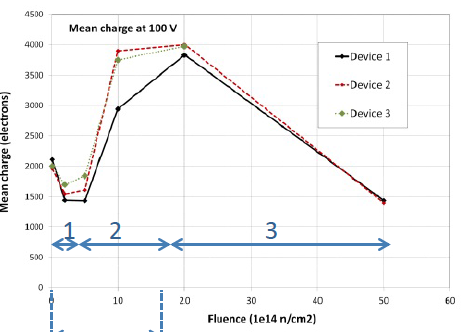 Mean charge at 100 V
4500
4000
3500
3000
2500
2000
1500
1000
500
0
Mean charge (electrons)
Device 1
Device 2
Device 3
1 2 3
0 10 20 30 40 50 60
Fluence (1e14 n/cm2)